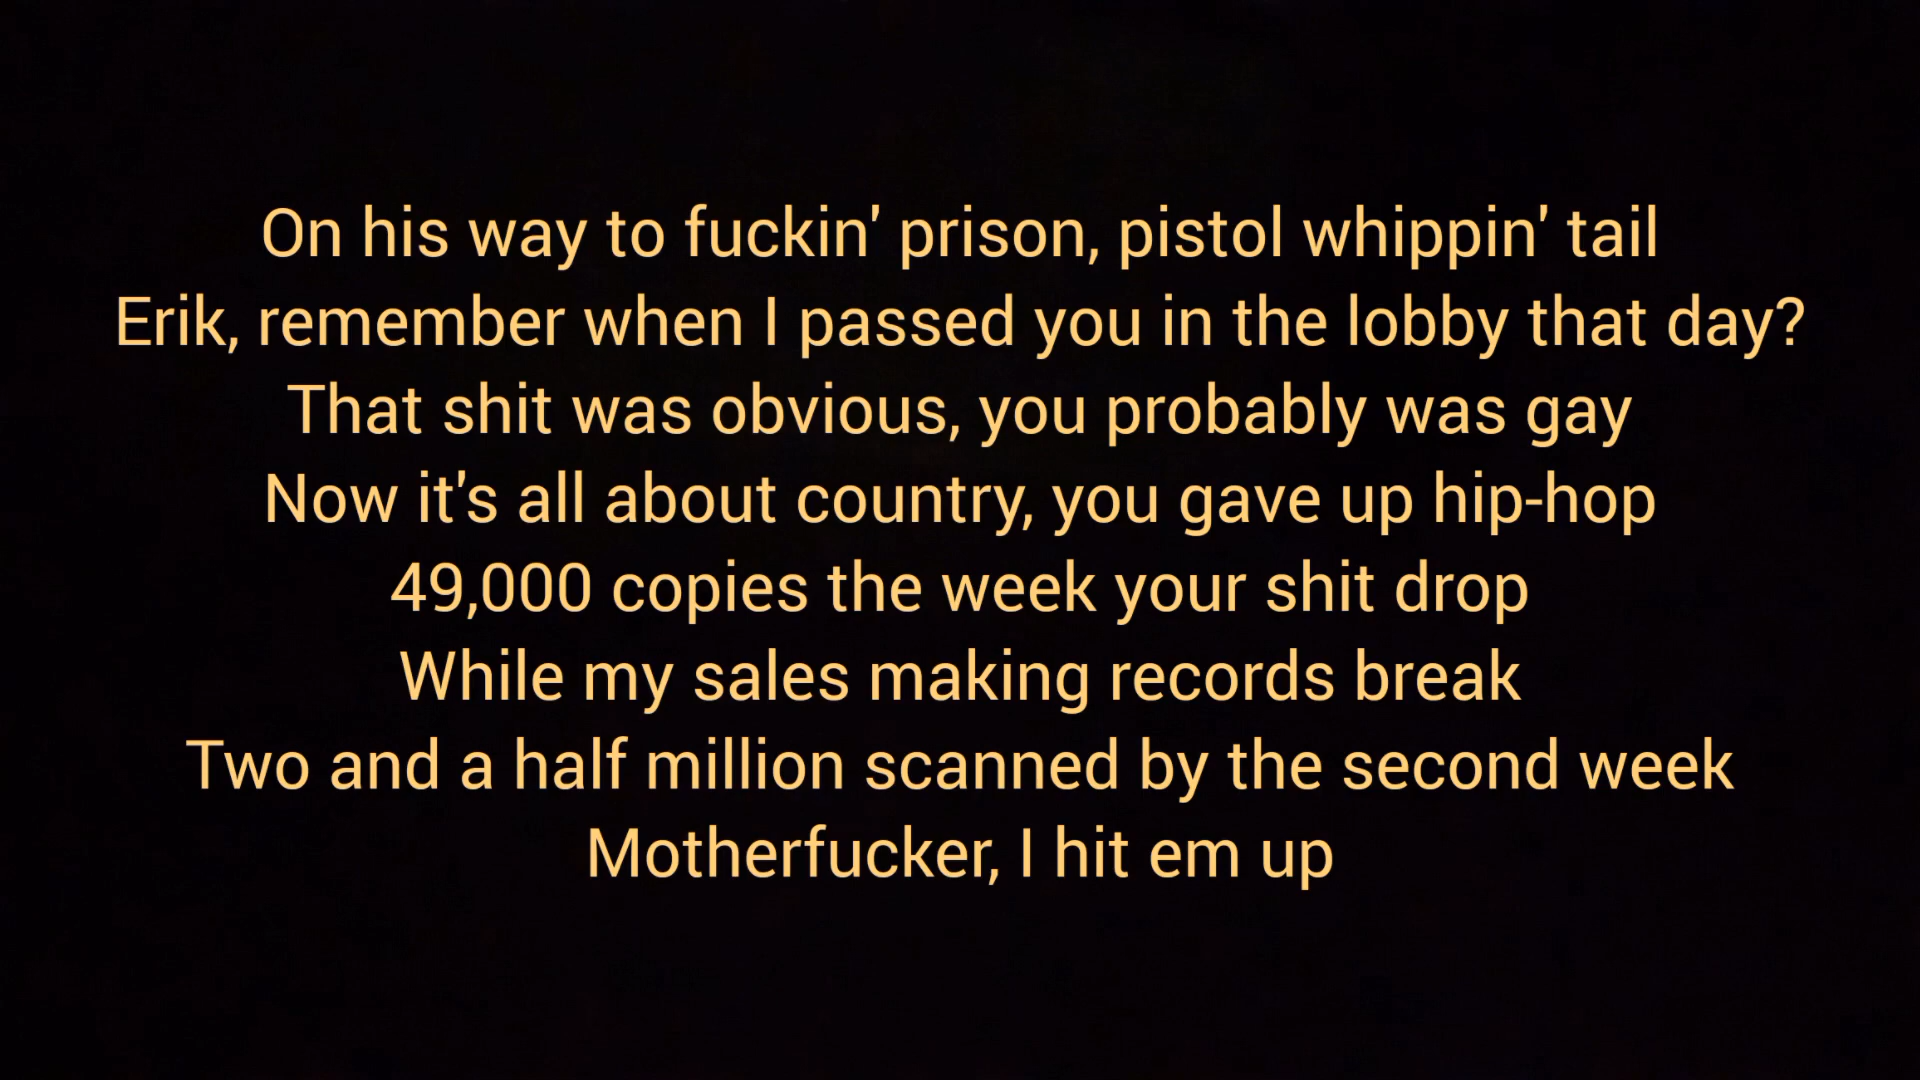 On his way to fuckin' prison, pistol whippin' tail
Erik, remember when I passed you in the lobby that day?
That shit was obvious, you probably was gay
Now it's all about country, you gave up hip-hop
49,000 copies the week your shit drop
While my sales making records break
Two and a half million scanned by the second week
Motherfucker, I hit em up